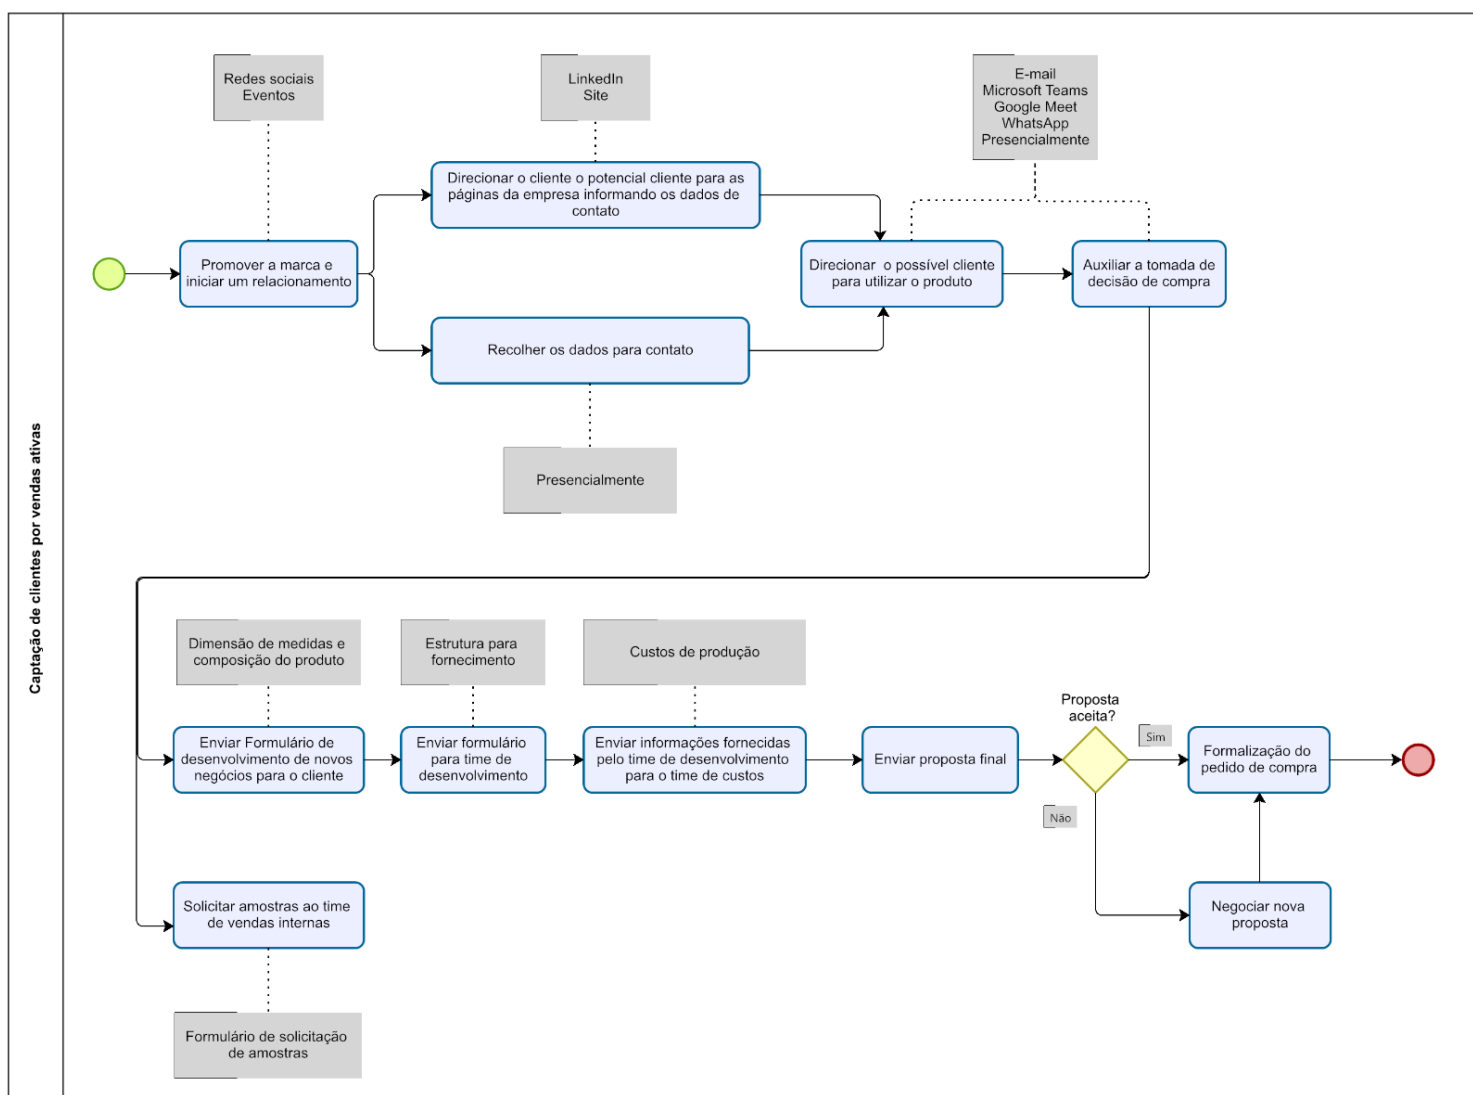 Captação de clientes por vendas ativas
Redes sociais
Eventos
LinkedIn
Site
E-mail
Microsoft Teams
Google Meet
WhatsApp
Presencialmente
Direcionar o cliente o potencial cliente para as
páginas da empresa informando os dados de
contato
Promover a marca e
iniciar um relacionamento
Direcionar o possível cliente
para utilizar o produto
Auxiliar a tomada de
decisão de compra
Recolher os dados para contato
Presencialmente
Dimensão de medidas e
composição do produto
Estrutura para
fornecimento
Custos de produção
Enviar Formulário de
desenvolvimento de novos
negócios para o cliente
Enviar formulário
para time de
desenvolvimento
Enviar informações fornecidas
pelo time de desenvolvimento
para o time de custos
Enviar proposta final
Proposta
aceita?
Sim
Formalização do
pedido de compra
Não
Solicitar amostras ao time
de vendas internas
Negociar nova
proposta
Formulário de solicitação
de amostras